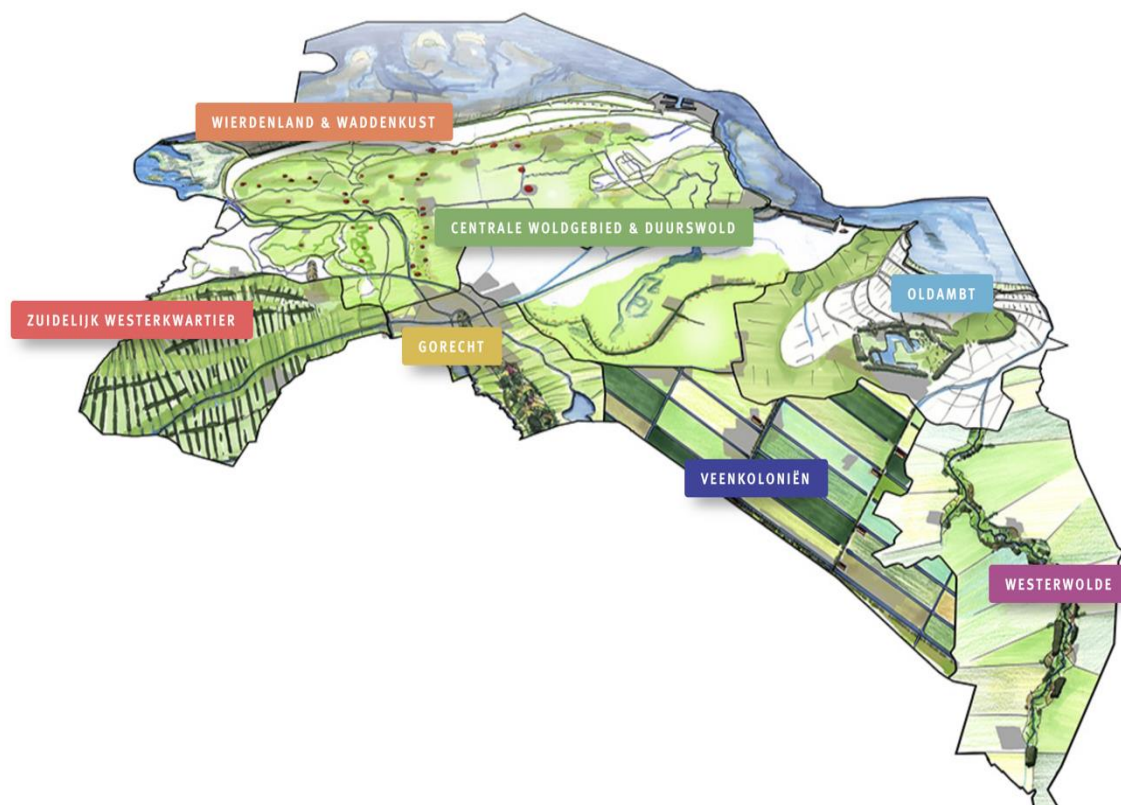 WIERDENLAND & WADDENKUST
CENTRALE WOLDGEBIED & DUURSWOLD
OLDAMBT
ZUIDELIJK WESTERKWARTIER
GORECHT
VEENKOLONIËN
WESTERWOLDE